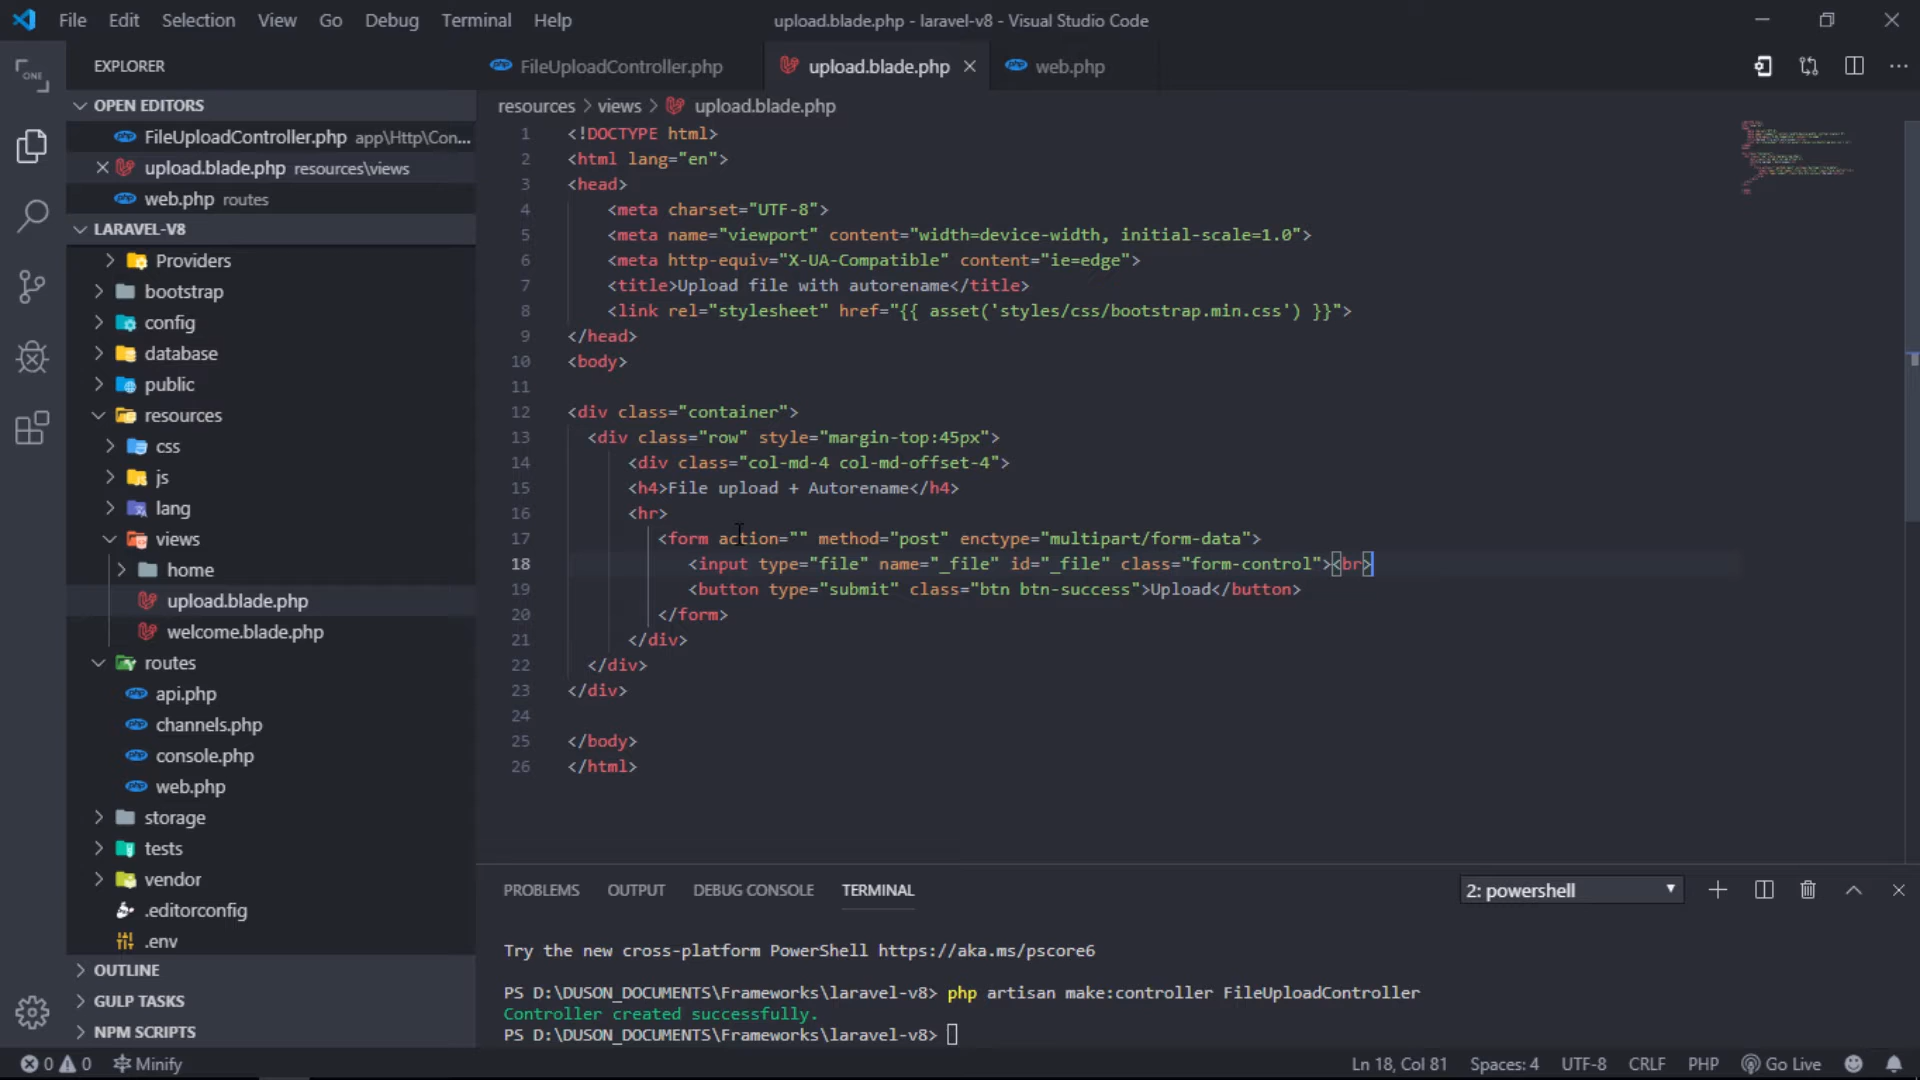 File Edit Selection View Go Debug Terminal Help
upload.blade.php - laravel-v8 - Visual Studio Code
ONE
EXPLORER
OPEN EDITORS
FileUploadController.php app\Http\Con...
upload.blade.php resources\views
web.php routes
LARAVEL-V8
Providers
bootstrap
config
database
public
resources
css
js
lang
views
home
upload.blade.php
welcome.blade.php
routes
php api.php
php channels.php
php console.php
php web.php
storage
tests
vendor
.editorconfig
.env
OUTLINE
GULP TASKS
NPM SCRIPTS
php FileUploadController.php
upload.blade.php
php web.php
resources > views > upload.blade.php
1 <!DOCTYPE html>
2 <html lang="en">
3 <head>
4 <meta charset="UTF-8">
5 <meta name="viewport" content="width=device-width, initial-scale=1.0">
6 <meta http-equiv="X-UA-Compatible" content="ie=edge">
7 <title>Upload file with autorename</title>
8 <link rel="stylesheet" href="{{ asset('styles/css/bootstrap.min.css') }}">
9 </head>
10 <body>
11
12 <div class="container">
13 <div class="row" style="margin-top:45px">
14 <div class="col-md-4 col-md-offset-4">
15 <h4>File upload + Autorename</h4>
16 <hr>
17 <form action="" method="post" enctype="multipart/form-data">
18 <input type="file" name="_file" id="_file" class="form-control"><br>
19 <button type="submit" class="btn btn-success">Upload</button>
20 </form>
21 </div>
22 </div>
23 </div>
24
25 </body>
26 </html>
PROBLEMS OUTPUT DEBUG CONSOLE TERMINAL
2: powershell
Try the new cross-platform PowerShell https://aka.ms/pscore6
PS D:\DUSON_DOCUMENTS\Frameworks\laravel-v8> php artisan make:controller FileUploadController
Controller created successfully.
PS D:\DUSON_DOCUMENTS\Frameworks\laravel-v8>
0 0 Minify
Ln 18, Col 81 Spaces: 4 UTF-8 CRLF PHP Go Live